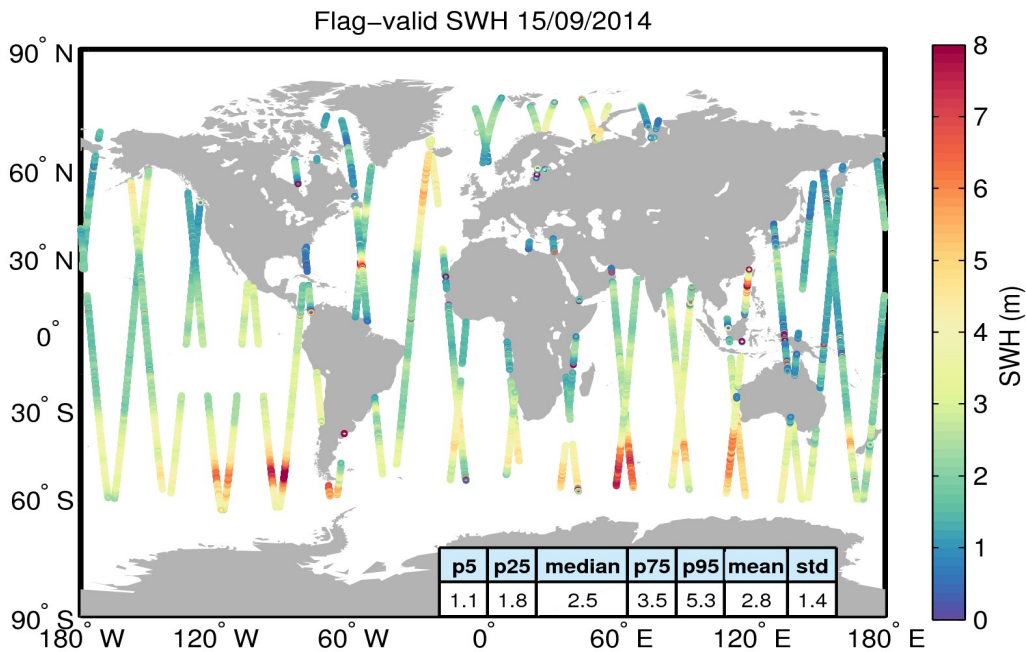 Flag−valid SWH 15/09/2014
90° N
60° N
30° N
0°
30° S
60° S
90° S
180° W
120° W
60° W
0°
60° E
120° E
180° E
p5 p25 median p75 p95 mean std
1.1 1.8 2.5 3.5 5.3 2.8 1.4
8
7
6
5
4
3
2
1
0
SWH (m)